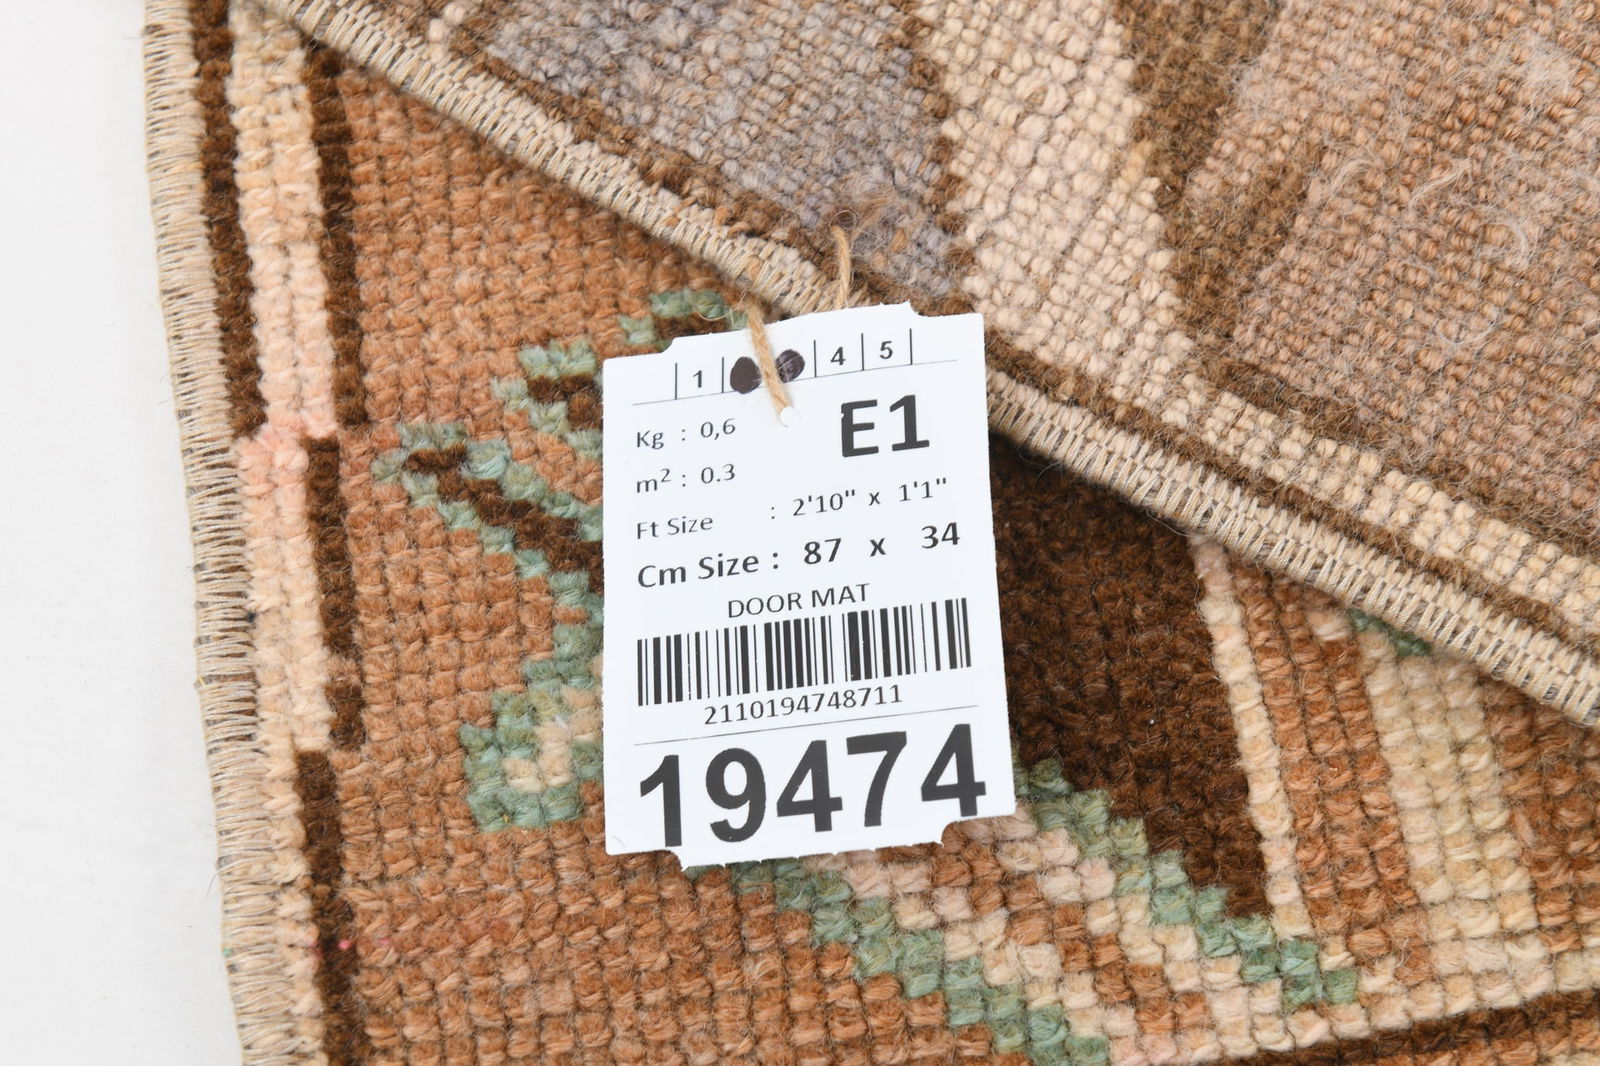 1 4 5
E1
Kg : 0,6
m² : 0.3
Ft Size : 2'10" x 1'1"
Cm Size : 87 x 34
DOOR MAT
2110194748711
19474